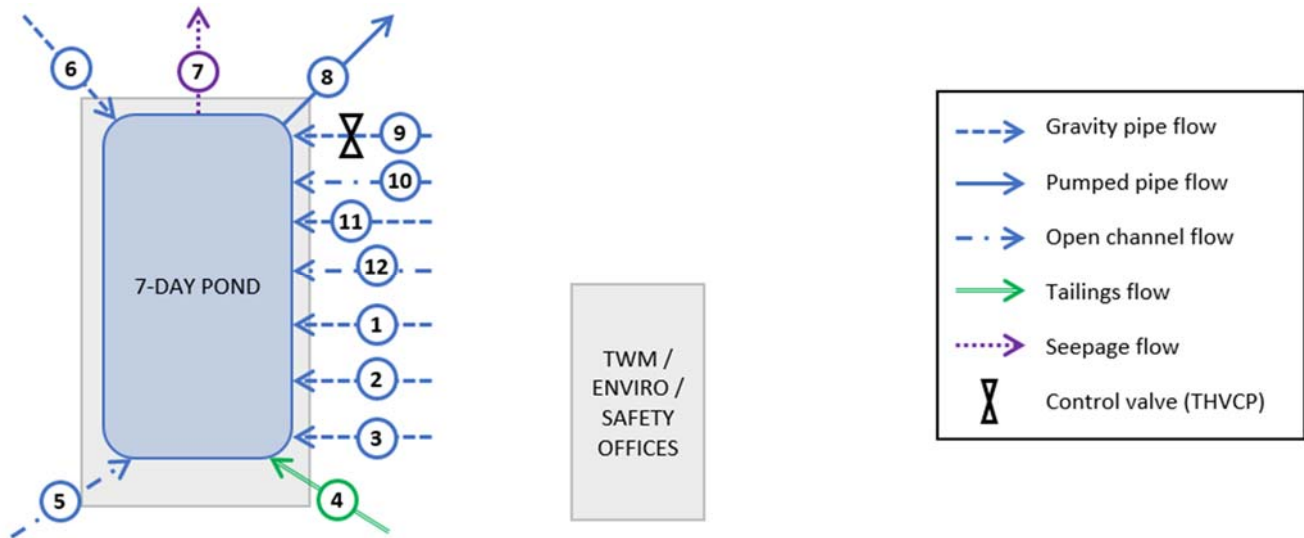 6
7
8
9
10
11
12
7-DAY POND
1
2
3
5
4
TWM /
ENVIRO /
SAFETY
OFFICES
Gravity pipe flow
Pumped pipe flow
Open channel flow
Tailings flow
Seepage flow
Control valve (THVCP)